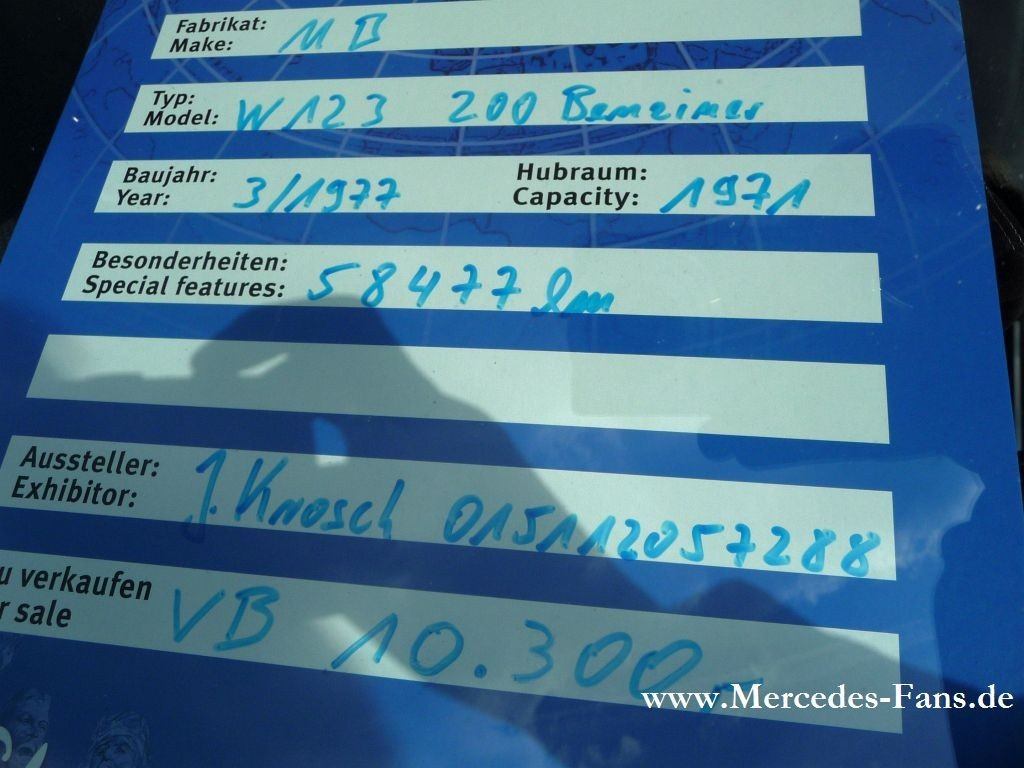 Fabrikat:
Make: MB
Typ:
Model: W123 200 Benziner
Baujahr:
Year: 3/1977
Hubraum:
Capacity: 1971
Besonderheiten:
Special features: 58477 km
Aussteller:
Exhibitor: J. Knosch 015112057288
u verkaufen
r sale VB 10.300 –
www.Mercedes-Fans.de